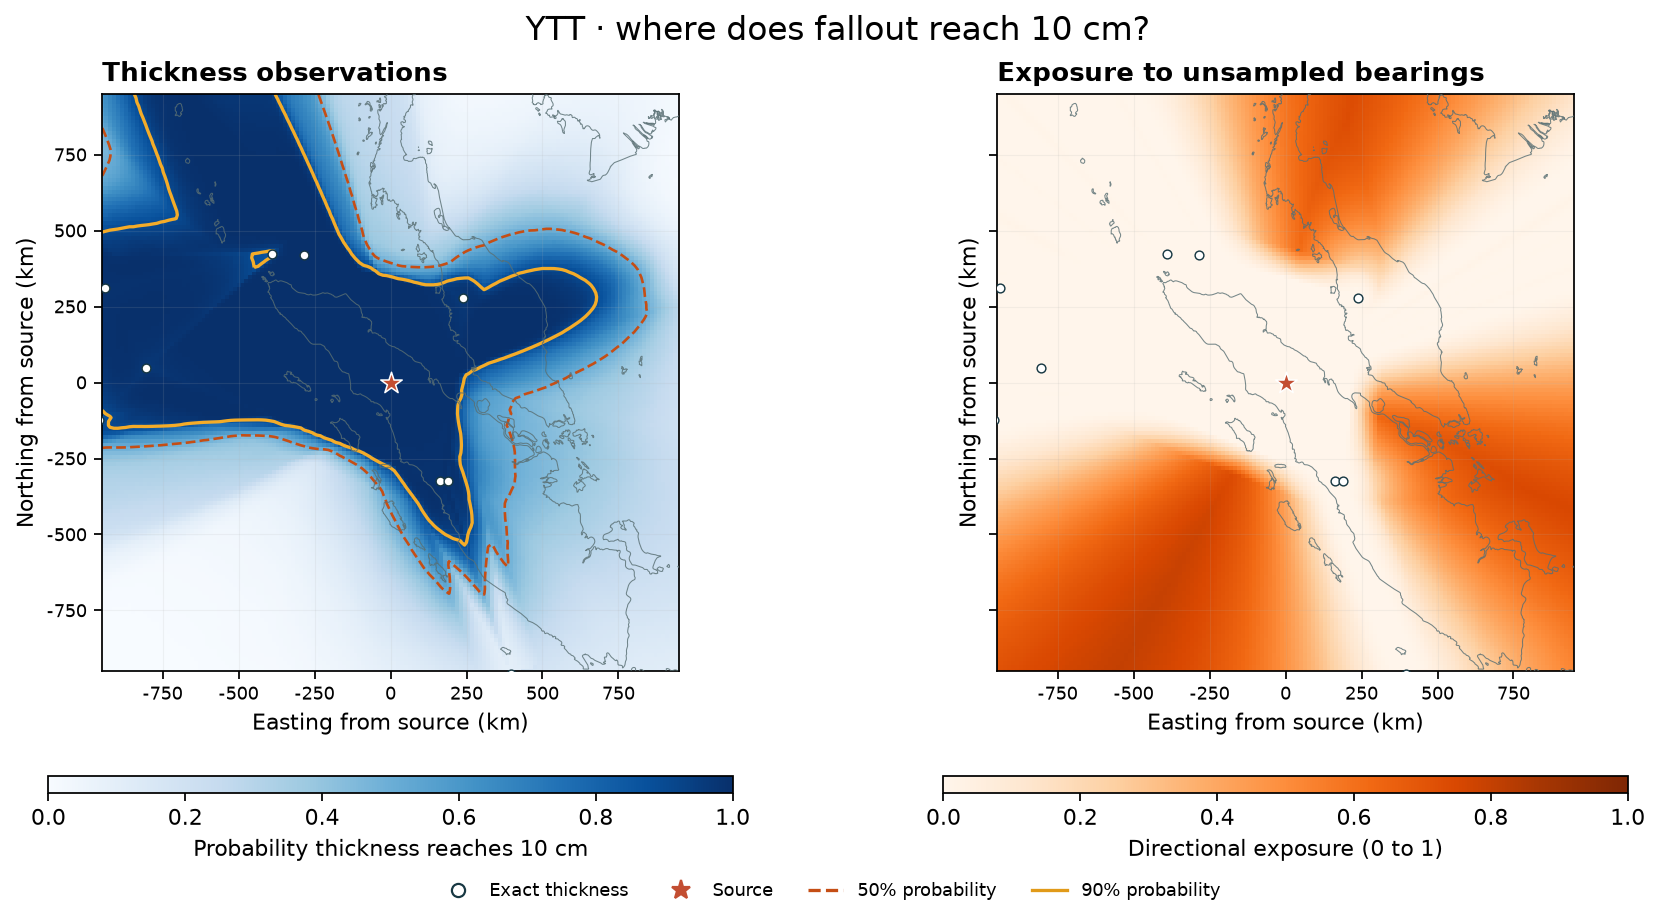 YTT · where does fallout reach 10 cm?
Thickness observations
Northing from source (km)
750
500
250
0
-250
-500
-750
-750 -500 -250 0 250 500 750
Easting from source (km)
0.0 0.2 0.4 0.6 0.8 1.0
Probability thickness reaches 10 cm
Exposure to unsampled bearings
Northing from source (km)
-750 -500 -250 0 250 500 750
Easting from source (km)
0.0 0.2 0.4 0.6 0.8 1.0
Directional exposure (0 to 1)
Exact thickness Source 50% probability 90% probability